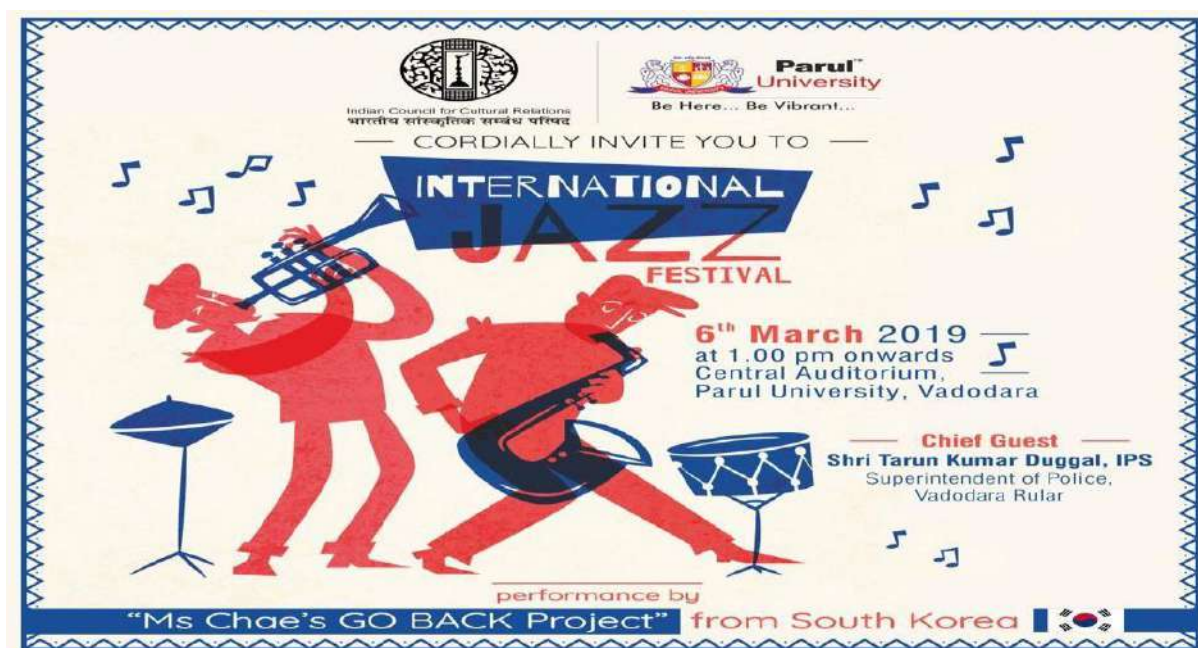 Indian Council for Cultural Relations
भारतीय सांस्कृतिक सम्बंध परिषद
Parul™
University
PARUL UNIVERSITY
Be Here... Be Vibrant...
CORDIALLY INVITE YOU TO
INTERNATIONAL
JAZZ
FESTIVAL
6th March 2019
at 1.00 pm onwards
Central Auditorium,
Parul University, Vadodara
Chief Guest
Shri Tarun Kumar Duggal, IPS
Superintendent of Police,
Vadodara Rular
performance by
"Ms Chae's GO BACK Project" from South Korea